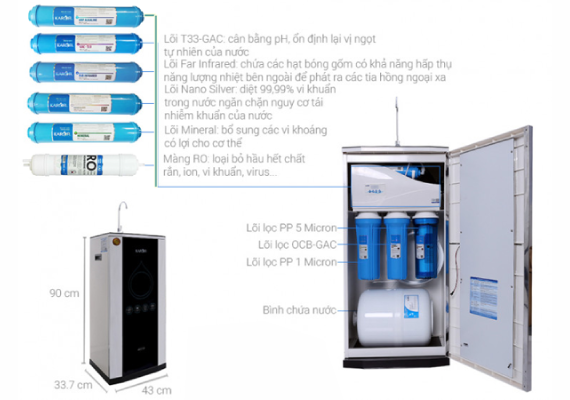 Lõi T33-GAC: cân bằng pH, ổn định lại vị ngọt
tự nhiên của nước
Lõi Far Infrared: chứa các hạt bóng gốm có khả năng hấp thụ
năng lượng nhiệt bên ngoài để phát ra các tia hồng ngoại xa
Lõi Nano Silver: diệt 99,99% vi khuẩn
trong nước ngăn chặn nguy cơ tái
nhiễm khuẩn của nước
Lõi Mineral: bổ sung các vi khoáng
có lợi cho cơ thể
Màng RO: loại bỏ hầu hết chất
rắn, ion, vi khuẩn, virus...
Lõi lọc PP 5 Micron
Lõi lọc OCB-GAC
Lõi lọc PP 1 Micron
Bình chứa nước
90 cm
33.7 cm
43 cm